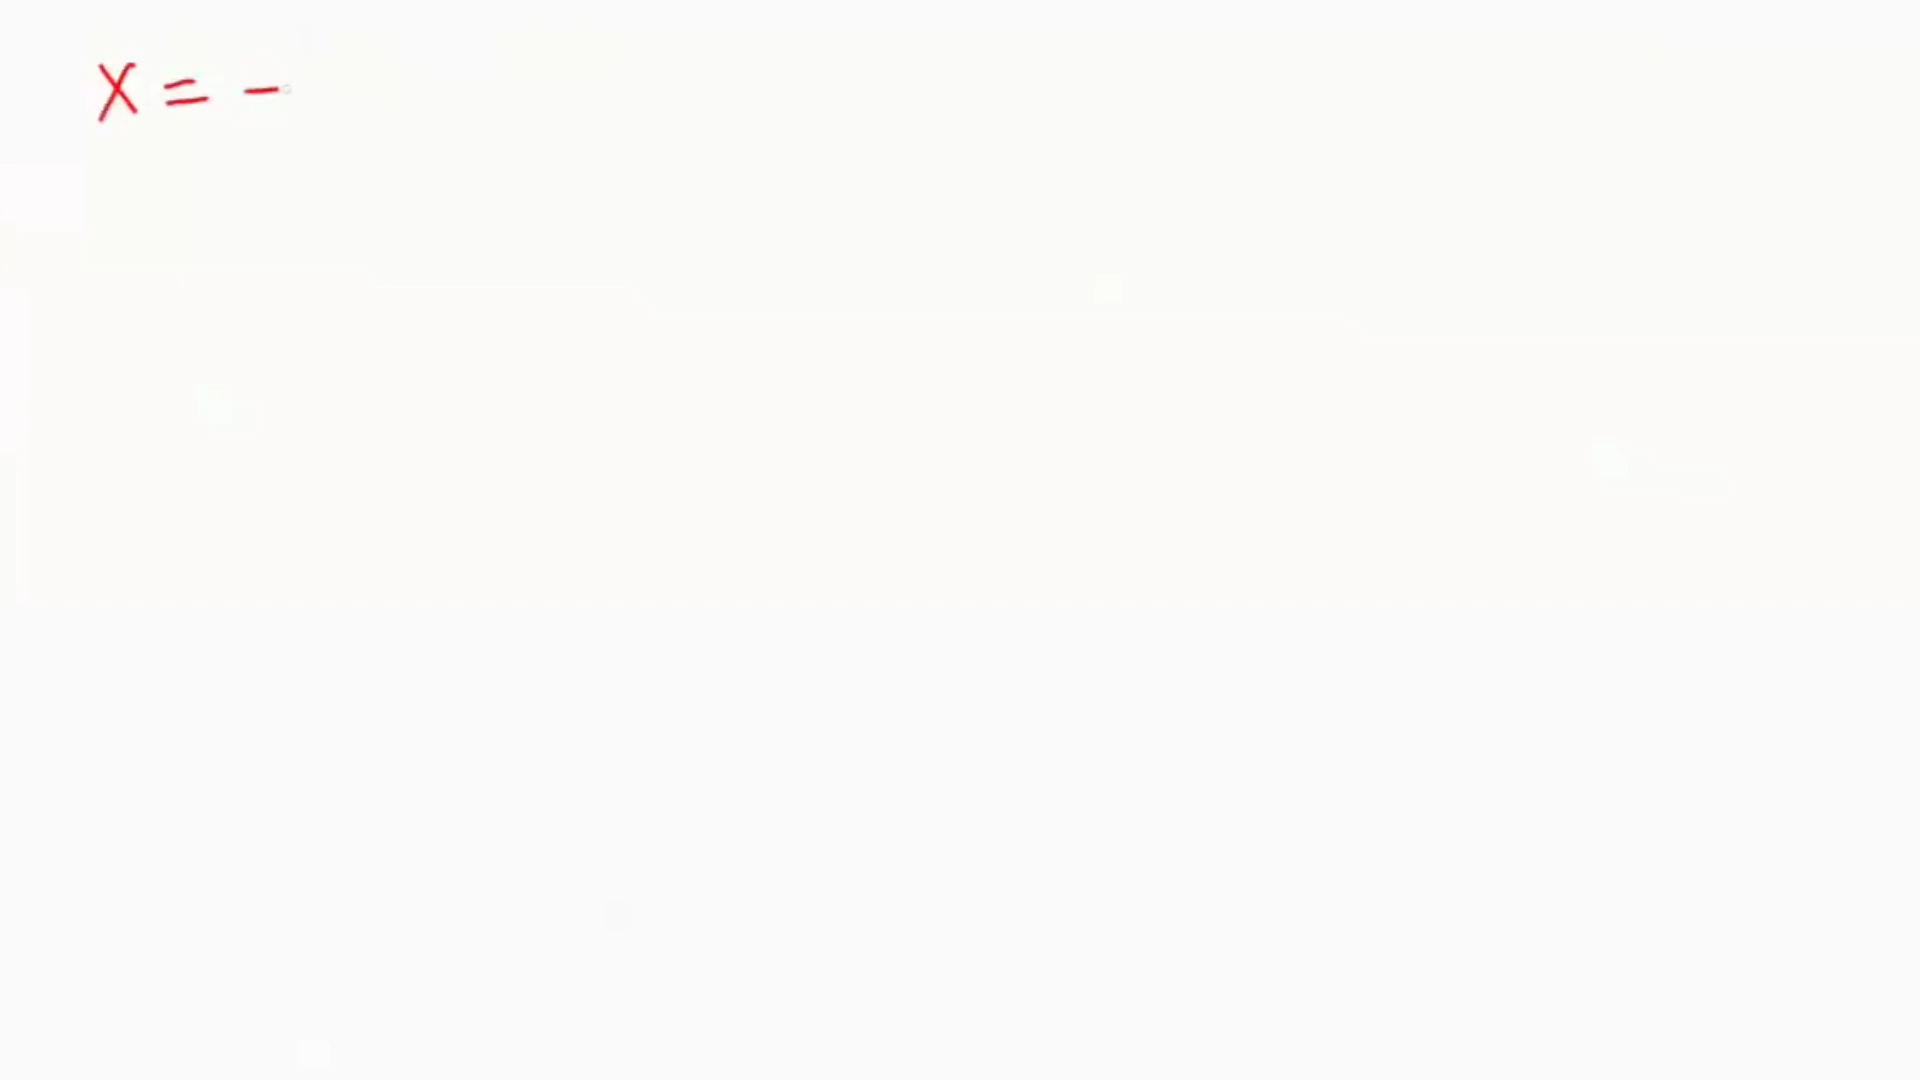 X = -